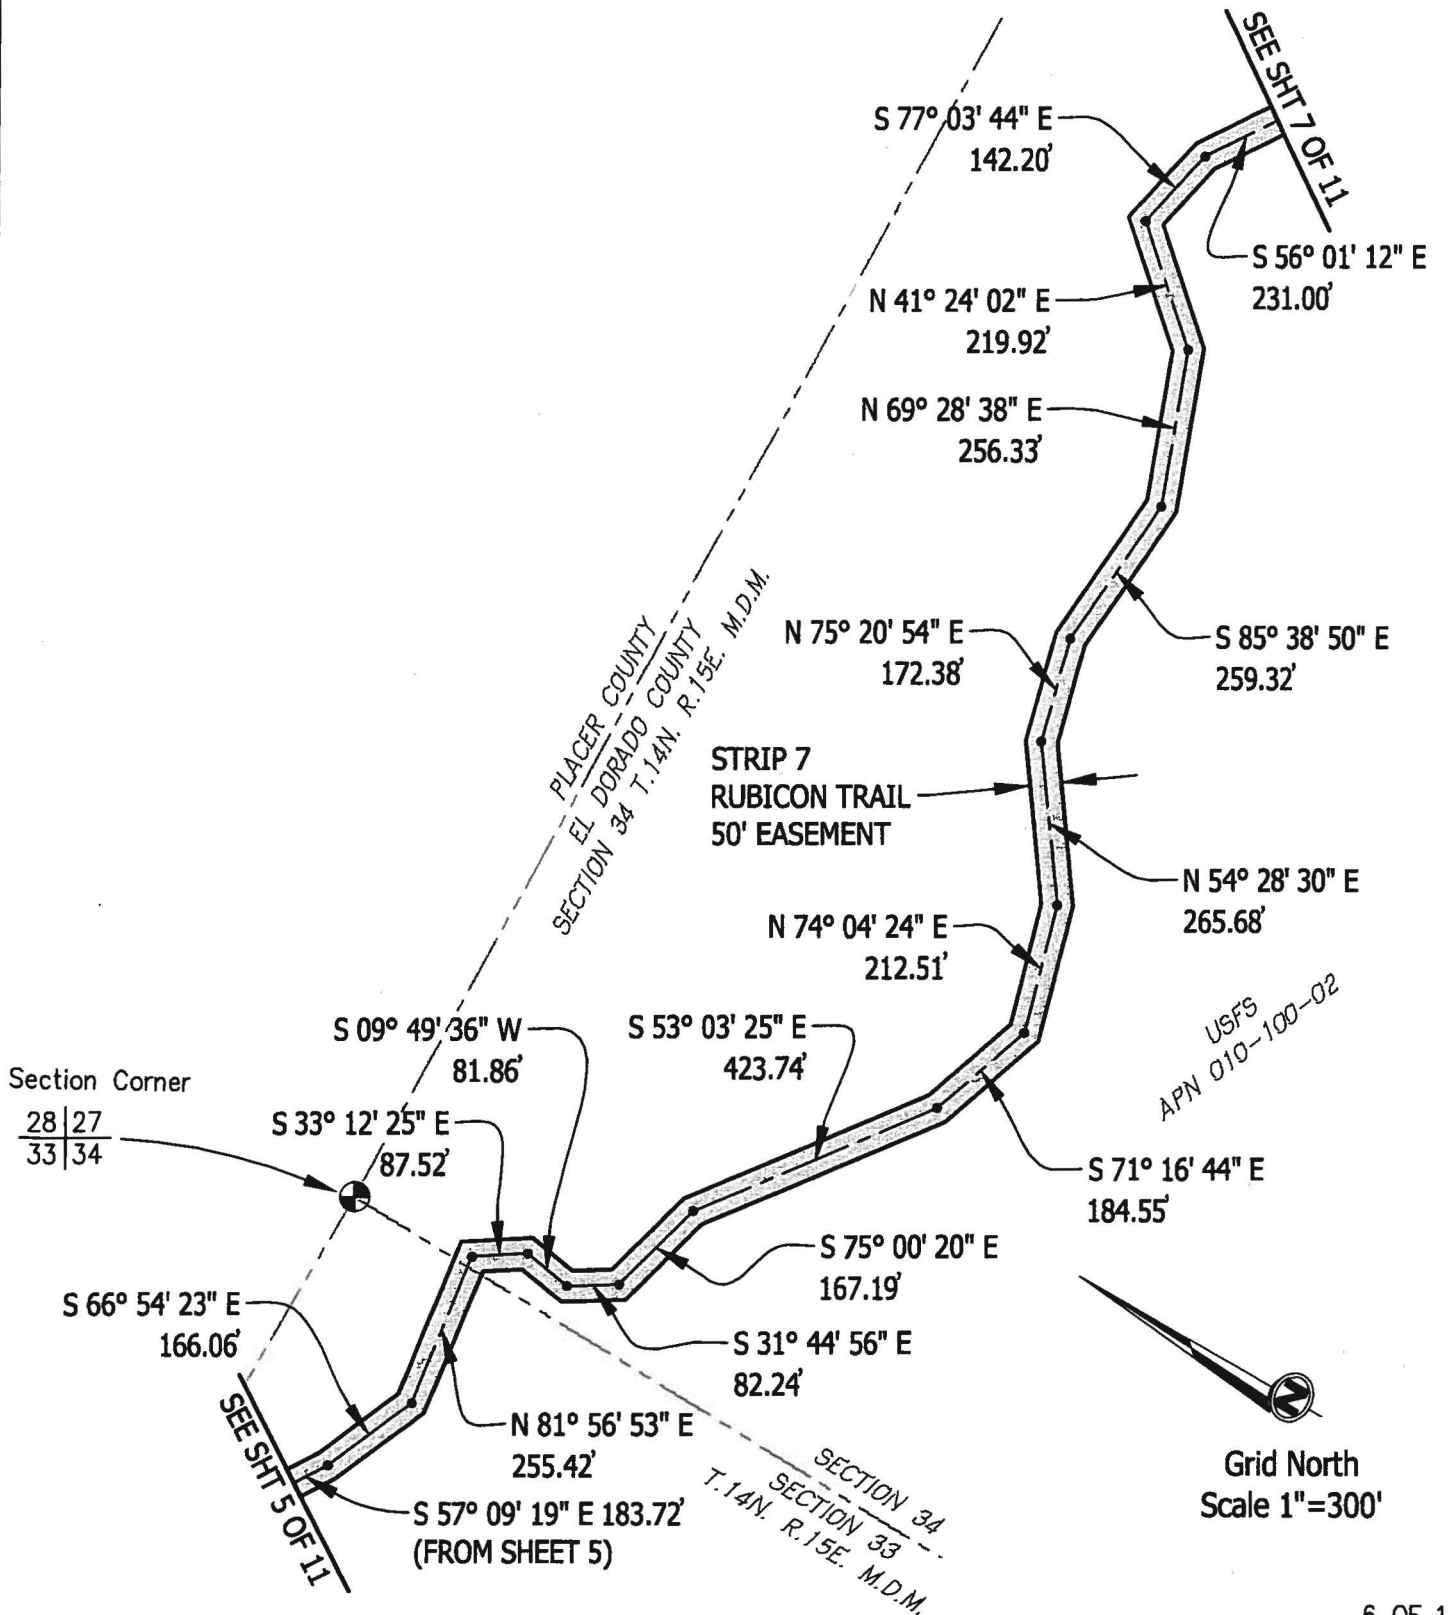 SEE SHT 7 OF 11
S 77° 03' 44" E
142.20'
S 56° 01' 12" E
231.00'
N 41° 24' 02" E
219.92'
N 69° 28' 38" E
256.33'
N 75° 20' 54" E
172.38'
S 85° 38' 50" E
259.32'
PLACER COUNTY
EL DORADO COUNTY
SECTION 34 T.14N. R.15E. M.D.M.
STRIP 7
RUBICON TRAIL
50' EASEMENT
N 54° 28' 30" E
265.68'
N 74° 04' 24" E
212.51'
USFS
APN 010-100-02
S 09° 49' 36" W
81.86'
S 53° 03' 25" E
423.74'
Section Corner
28 27
33 34
S 33° 12' 25" E
87.52'
S 71° 16' 44" E
184.55'
S 75° 00' 20" E
167.19'
S 66° 54' 23" E
166.06'
S 31° 44' 56" E
82.24'
N 81° 56' 53" E
255.42'
SEE SHT 5 OF 11
S 57° 09' 19" E 183.72'
(FROM SHEET 5)
SECTION 34
SECTION 33
T.14N. R.15E. M.D.M.
N
Grid North
Scale 1"=300'
6 OF 1